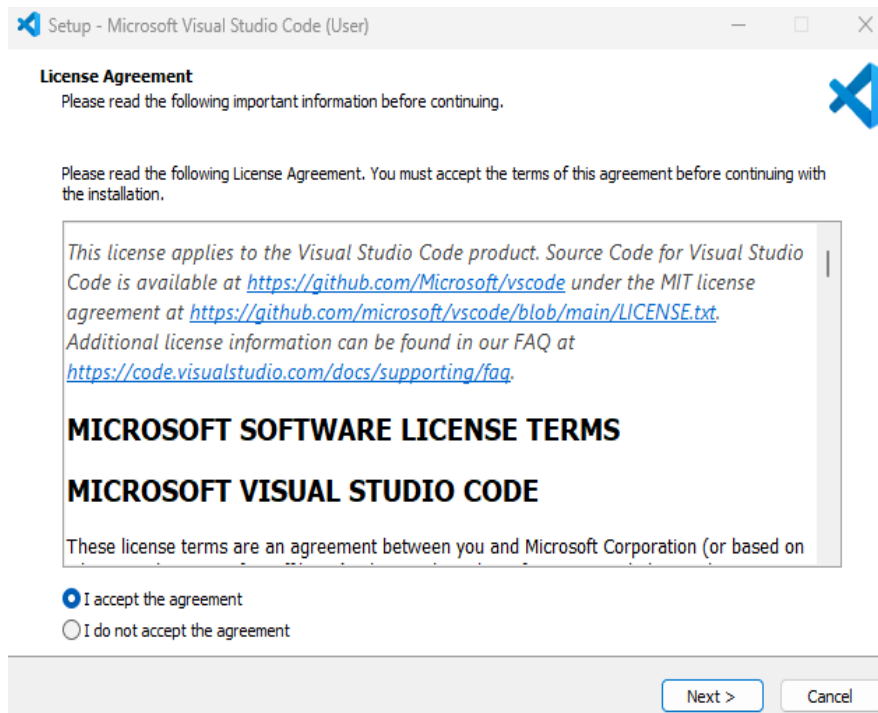 Setup - Microsoft Visual Studio Code (User)
License Agreement
Please read the following important information before continuing.
Please read the following License Agreement. You must accept the terms of this agreement before continuing with
the installation.
This license applies to the Visual Studio Code product. Source Code for Visual Studio
Code is available at https://github.com/Microsoft/vscode under the MIT license
agreement at https://github.com/microsoft/vscode/blob/main/LICENSE.txt.
Additional license information can be found in our FAQ at
https://code.visualstudio.com/docs/supporting/faq.
MICROSOFT SOFTWARE LICENSE TERMS
MICROSOFT VISUAL STUDIO CODE
These license terms are an agreement between you and Microsoft Corporation (or based on
I accept the agreement
I do not accept the agreement
Next >
Cancel